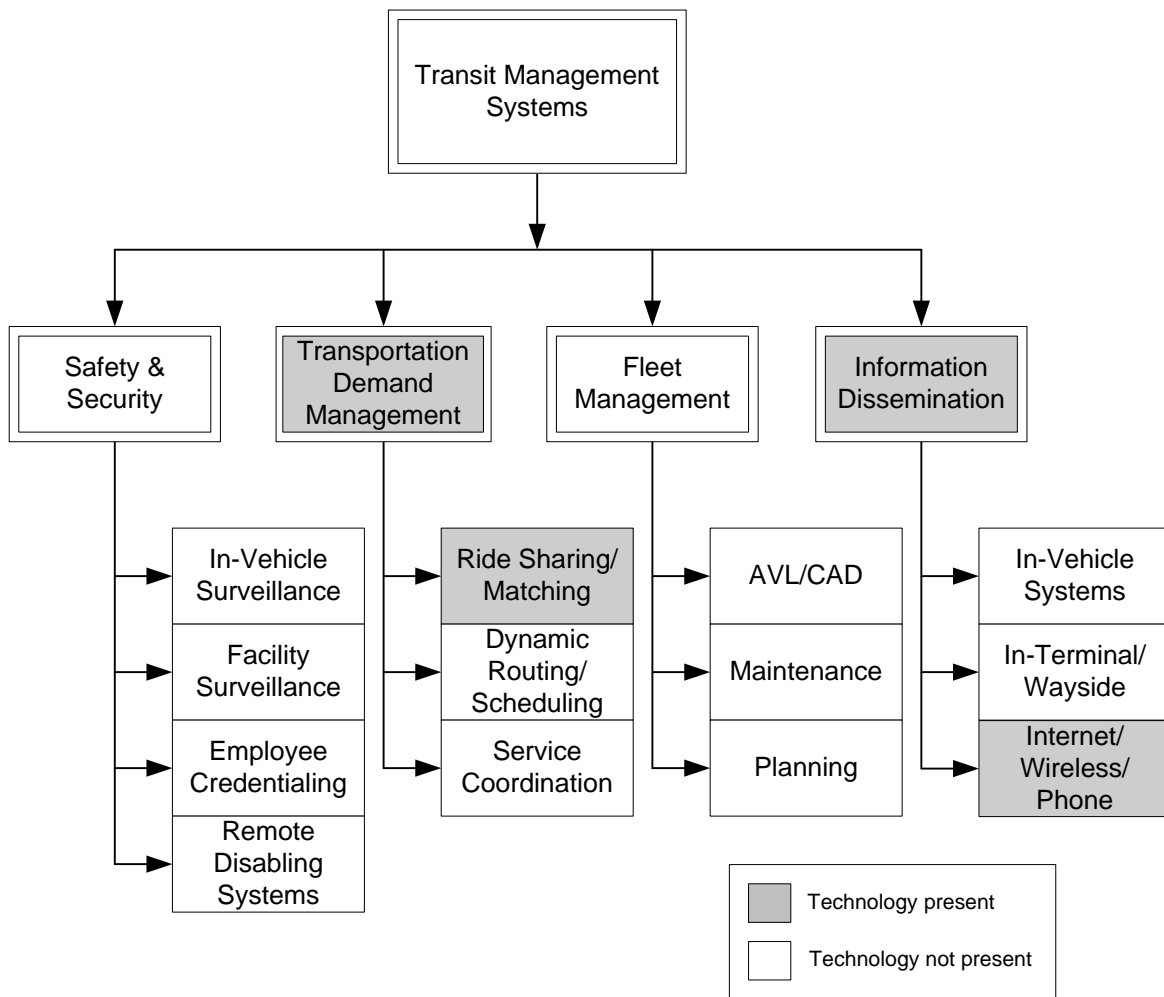 Transit Management
Systems
Safety &
Security
Transportation
Demand
Management
Fleet
Management
Information
Dissemination
In-Vehicle
Surveillance
Facility
Surveillance
Employee
Credentialing
Remote
Disabling
Systems
Ride Sharing/
Matching
Dynamic
Routing/
Scheduling
Service
Coordination
AVL/CAD
Maintenance
Planning
In-Vehicle
Systems
In-Terminal/
Wayside
Internet/
Wireless/
Phone
Technology present
Technology not present